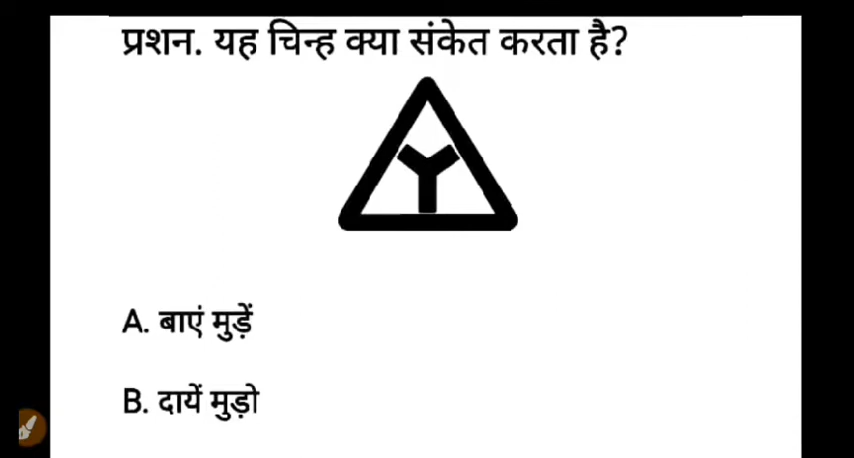 प्रशन. यह चिन्ह क्या संकेत करता है?
A. बाएं मुड़ें
B. दायें मुड़ो